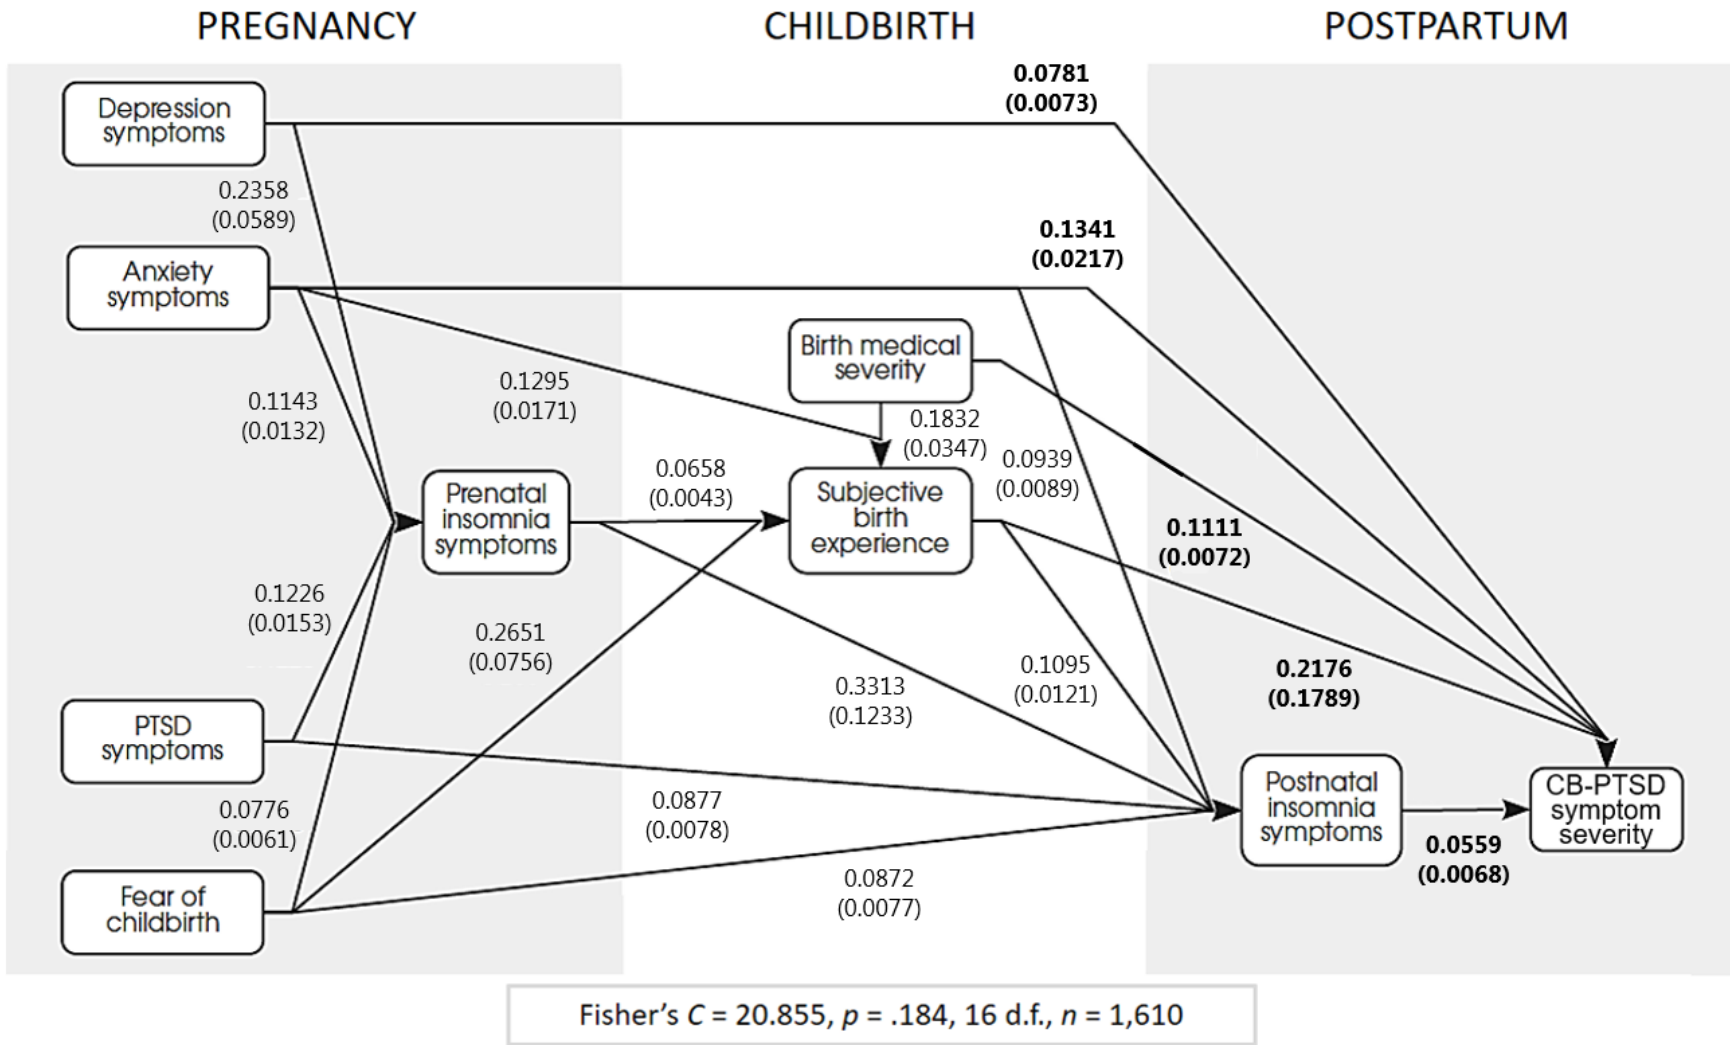 PREGNANCY
CHILDBIRTH
POSTPARTUM
0.0781
(0.0073)
Depression
symptoms
0.2358
(0.0589)
0.1341
(0.0217)
Anxiety
symptoms
Birth medical
severity
0.1295
(0.0171)
0.1143
(0.0132)
0.1832
(0.0347)
0.0939
(0.0089)
0.0658
(0.0043)
Prenatal
insomnia
symptoms
Subjective
birth
experience
0.1111
(0.0072)
0.1226
(0.0153)
0.2651
(0.0756)
0.3313
(0.1233)
0.1095
(0.0121)
0.2176
(0.1789)
PTSD
symptoms
0.0776
(0.0061)
0.0877
(0.0078)
Postnatal
insomnia
symptoms
CB-PTSD
symptom
severity
0.0559
(0.0068)
0.0872
(0.0077)
Fear of
childbirth
Fisher's C = 20.855, p = .184, 16 d.f., n = 1,610